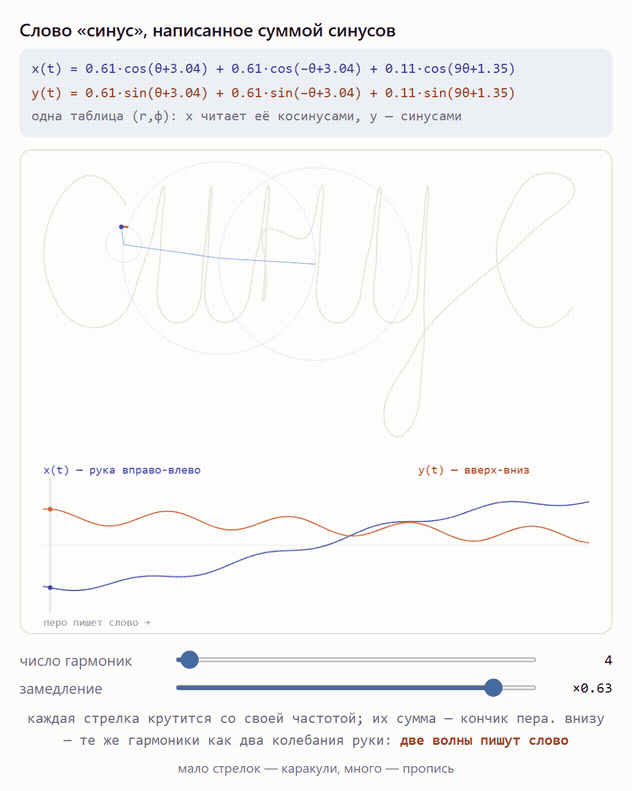 Слово «синус», написанное суммой синусов
x(t) = 0.61·cos(θ+3.04) + 0.61·cos(−θ+3.04) + 0.11·cos(9θ+1.35)
y(t) = 0.61·sin(θ+3.04) + 0.61·sin(−θ+3.04) + 0.11·sin(9θ+1.35)
одна таблица (r,ϕ): x читает её косинусами, y — синусами
синус
x(t) — рука вправо-влево
y(t) — вверх-вниз
перо пишет слово →
число гармоник 4
замедление ×0.63
каждая стрелка крутится со своей частотой; их сумма — кончик пера. внизу
— те же гармоники как два колебания руки: две волны пишут слово
мало стрелок — каракули, много — пропись